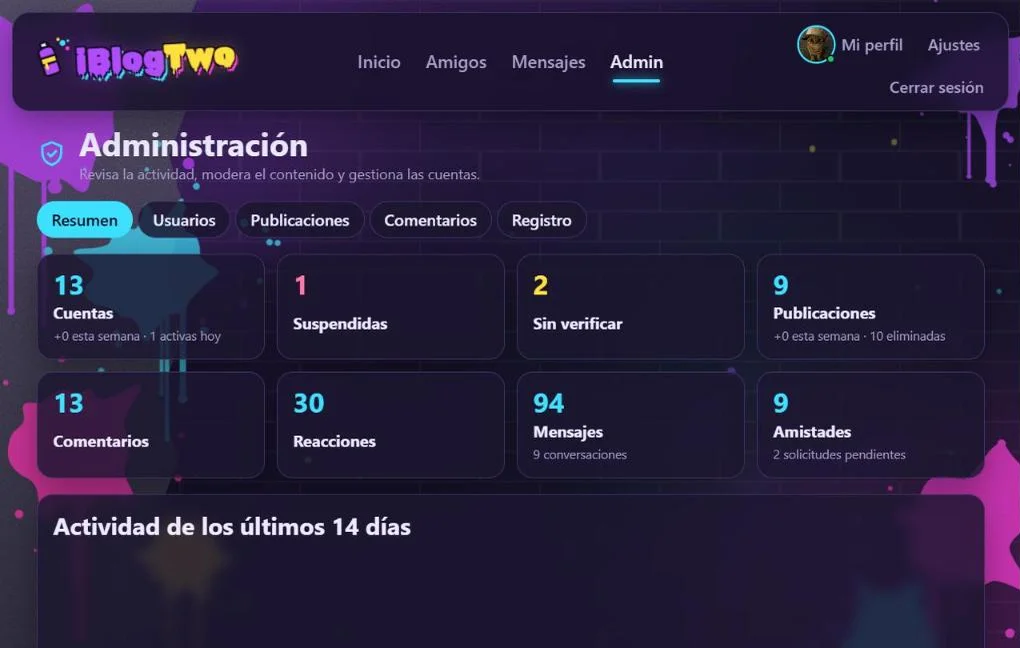 iBlogTwo
Inicio Amigos Mensajes Admin
Mi perfil Ajustes
Cerrar sesión
Administración
Revisa la actividad, modera el contenido y gestiona las cuentas.
Resumen Usuarios Publicaciones Comentarios Registro
13
Cuentas
+0 esta semana · 1 activas hoy
1
Suspendidas
2
Sin verificar
9
Publicaciones
+0 esta semana · 10 eliminadas
13
Comentarios
30
Reacciones
94
Mensajes
9 conversaciones
9
Amistades
2 solicitudes pendientes
Actividad de los últimos 14 días